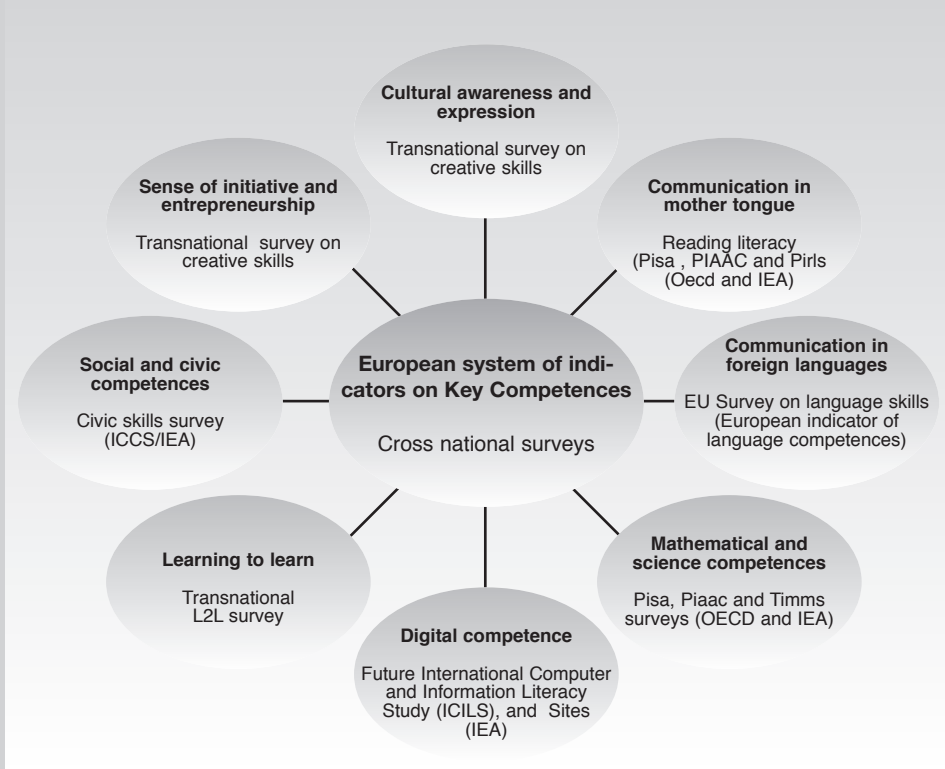 Cultural awareness and
expression
Transnational survey on
creative skills
Sense of initiative and
entrepreneurship
Transnational survey on
creative skills
Communication in
mother tongue
Reading literacy
(Pisa , PIAAC and Pirls
(Oecd and IEA)
Social and civic
competences
Civic skills survey
(ICCS/IEA)
European system of indi-
cators on Key Competences
Cross national surveys
Communication in
foreign languages
EU Survey on language skills
(European indicator of
language competences)
Learning to learn
Transnational
L2L survey
Mathematical and
science competences
Pisa, Piaac and Timms
surveys (OECD and IEA)
Digital competence
Future International Computer
and Information Literacy
Study (ICILS), and Sites
(IEA)